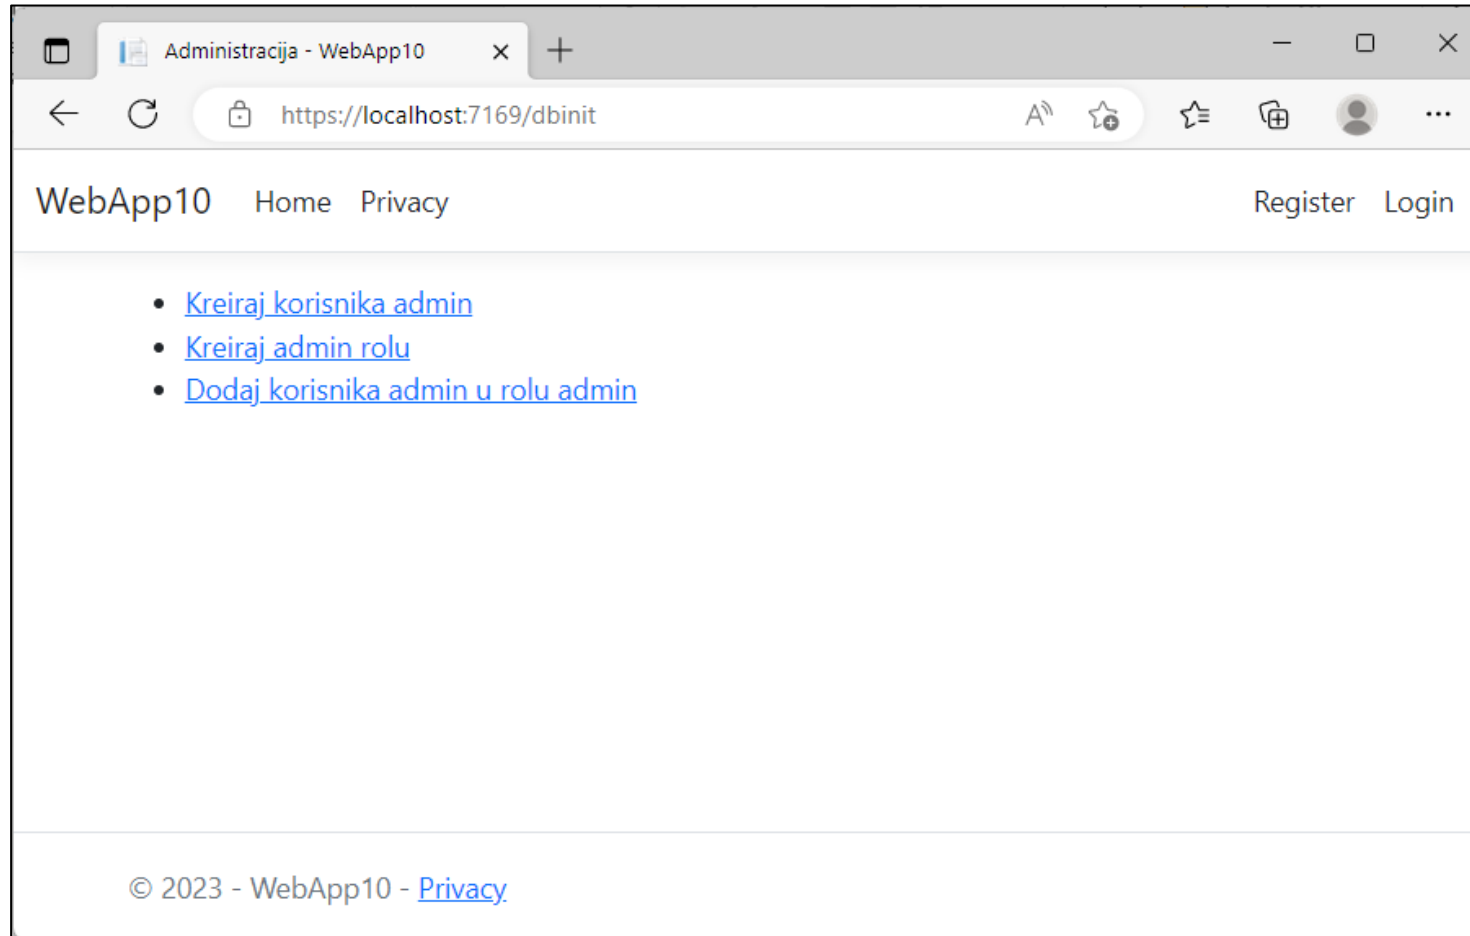 Administracija - WebApp10
https://localhost:7169/dbinit
WebApp10 Home Privacy Register Login
Kreiraj korisnika admin
Kreiraj admin rolu
Dodaj korisnika admin u rolu admin
© 2023 - WebApp10 - Privacy